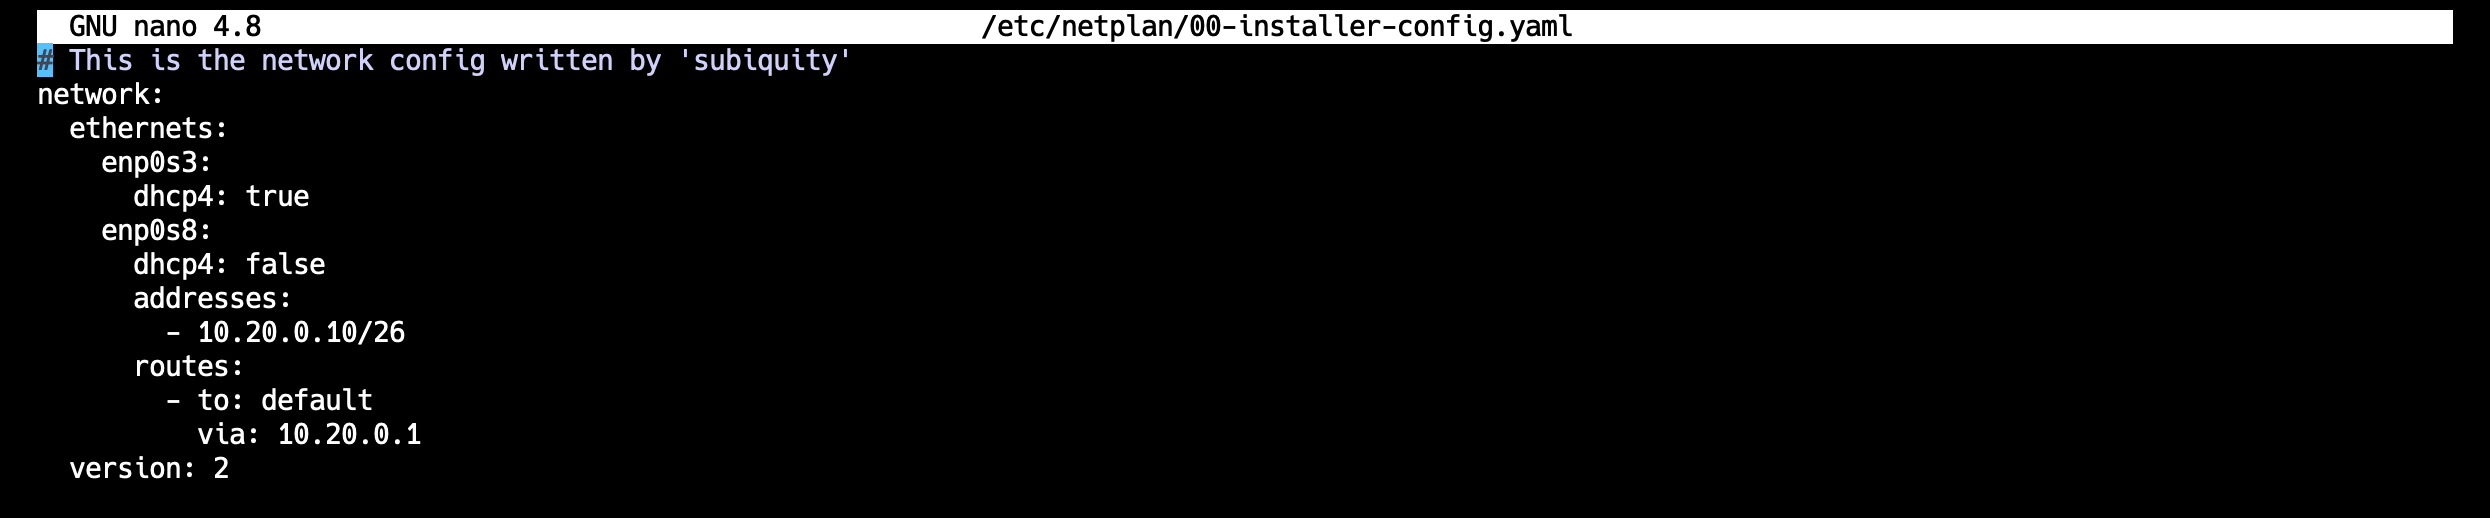 GNU nano 4.8 /etc/netplan/00-installer-config.yaml
# This is the network config written by 'subiquity'
network:
  ethernets:
    enp0s3:
      dhcp4: true
    enp0s8:
      dhcp4: false
      addresses:
        - 10.20.0.10/26
      routes:
        - to: default
          via: 10.20.0.1
  version: 2